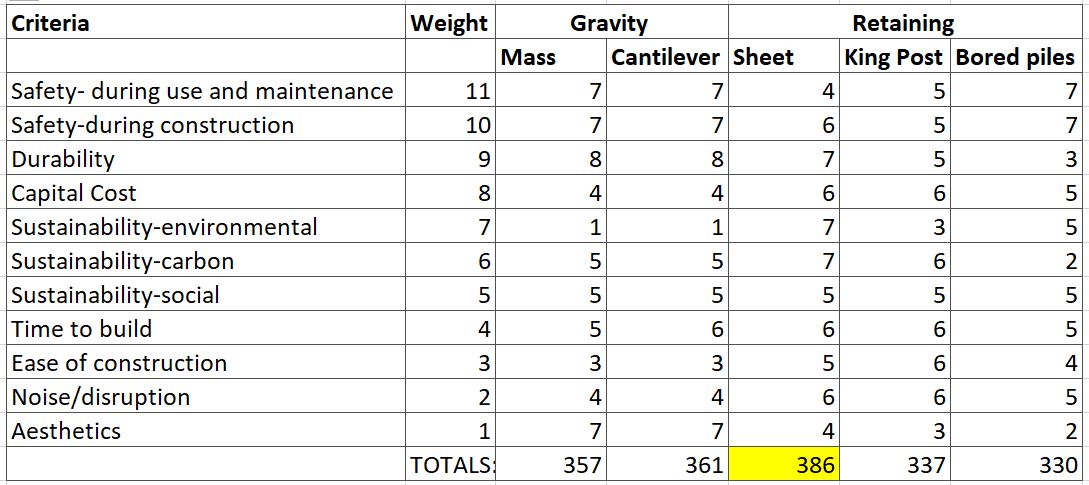 Criteria Weight Gravity Retaining
Mass Cantilever Sheet King Post Bored piles
Safety- during use and maintenance 11 7 7 4 5 7
Safety-during construction 10 7 7 6 5 7
Durability 9 8 8 7 5 3
Capital Cost 8 4 4 6 6 5
Sustainability-environmental 7 1 1 7 3 5
Sustainability-carbon 6 5 5 7 6 2
Sustainability-social 5 5 5 5 5 5
Time to build 4 5 6 6 6 5
Ease of construction 3 3 3 5 6 4
Noise/disruption 2 4 4 6 6 5
Aesthetics 1 7 7 4 3 2
TOTALS: 357 361 386 337 330